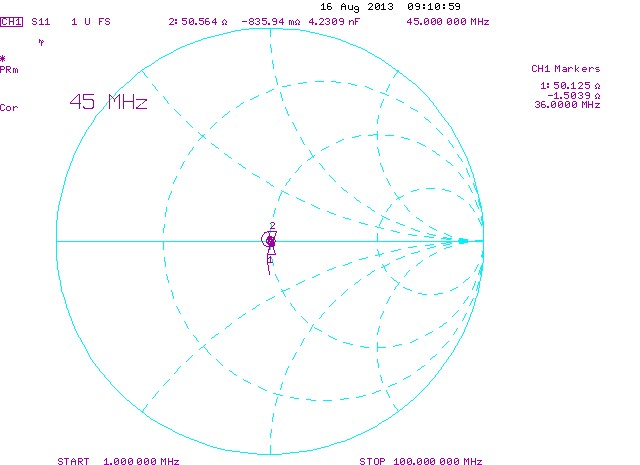 16 Aug 2013 09:10:59
CH1 S11 1 U FS 2: 50.564 Ω -835.94 mΩ 4.2309 nF 45.000 000 MHz
*
PRm
CH1 Markers
45 MHz
1: 50.125 Ω
-1.5039 Ω
Cor
36.0000 MHz
2
1
START 1.000 000 MHz STOP 100.000 000 MHz